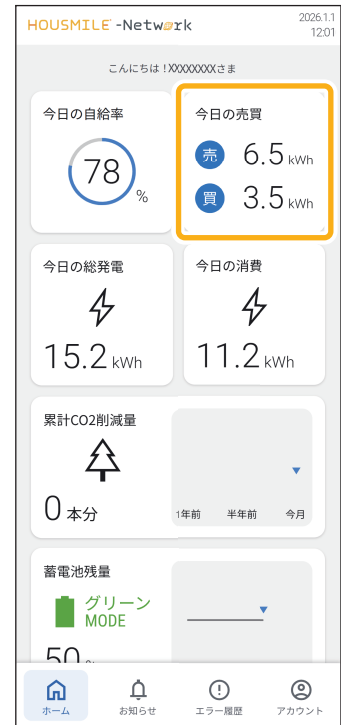 HOUSMILE -Network
2026.1.1
12:01
こんにちは！XXXXXXXXさま
今日の自給率
78
%
今日の売買
売 6.5 kWh
買 3.5 kWh
今日の総発電
15.2 kWh
今日の消費
11.2 kWh
累計CO2削減量
0 本分
1年前 半年前 今月
蓄電池残量
グリーン
MODE
50
ホーム お知らせ エラー履歴 アカウント